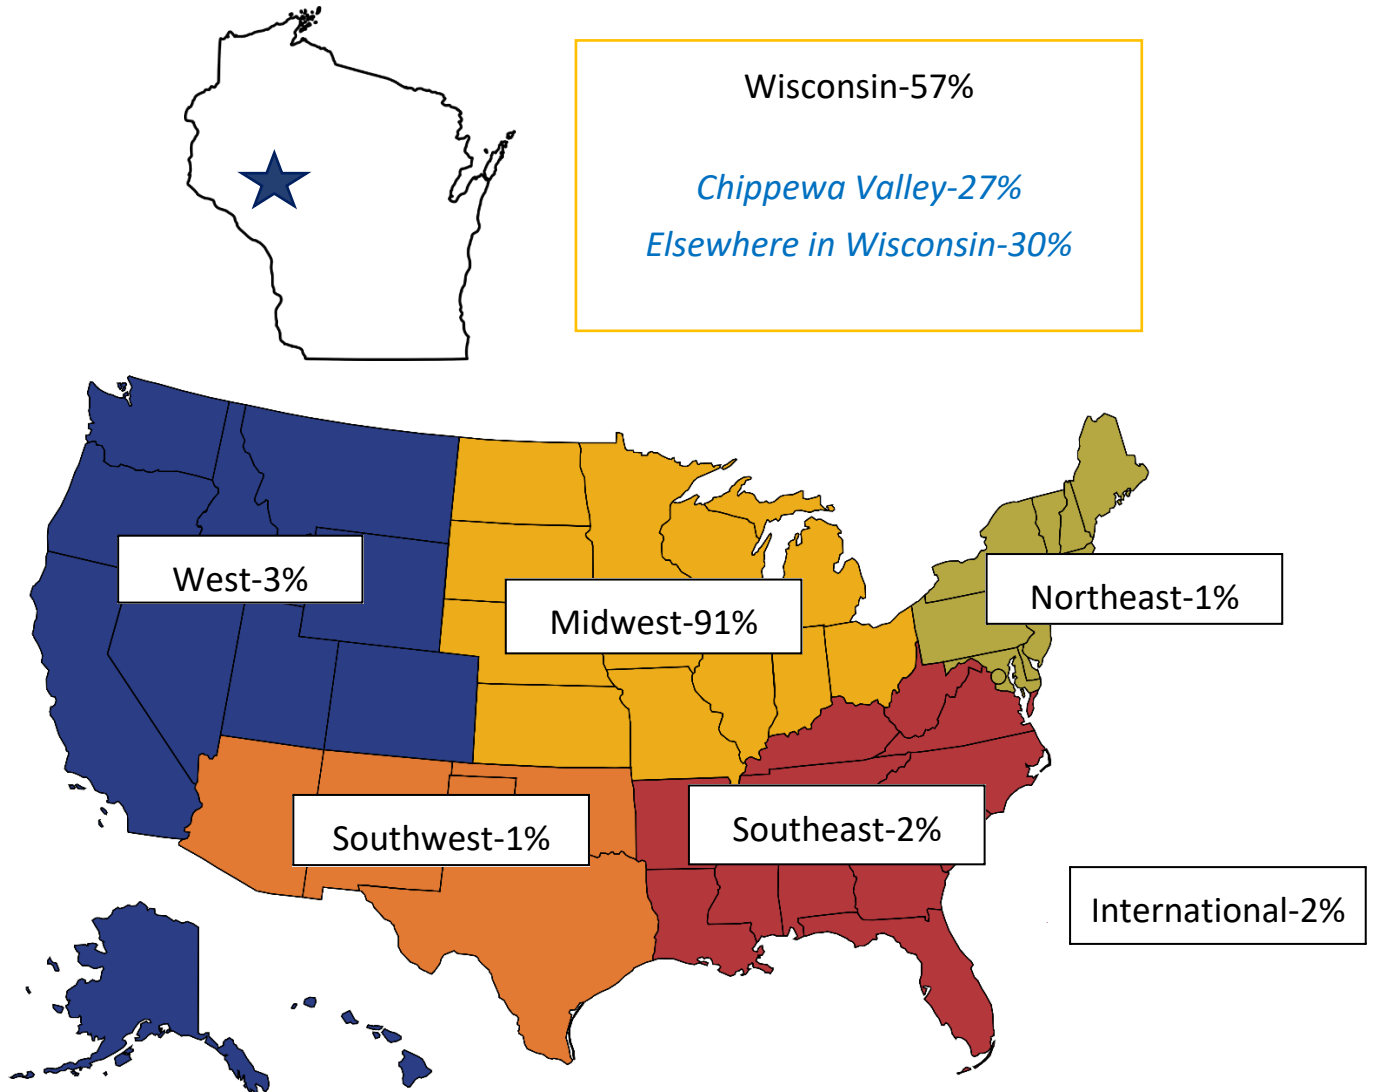 Wisconsin-57%
Chippewa Valley-27%
Elsewhere in Wisconsin-30%
West-3%
Midwest-91%
Northeast-1%
Southwest-1%
Southeast-2%
International-2%